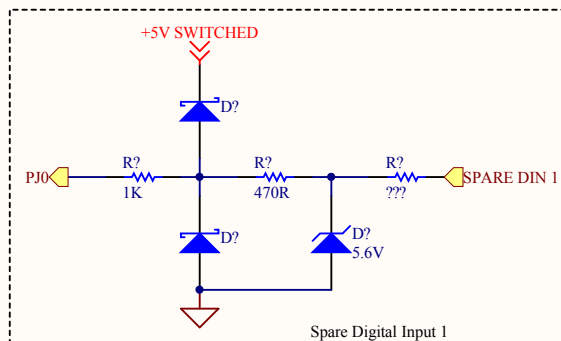 +5V SWITCHED
D?
R?
R?
R?
PJ0
1K
470R
???
SPARE DIN 1
D?
D?
5.6V
Spare Digital Input 1